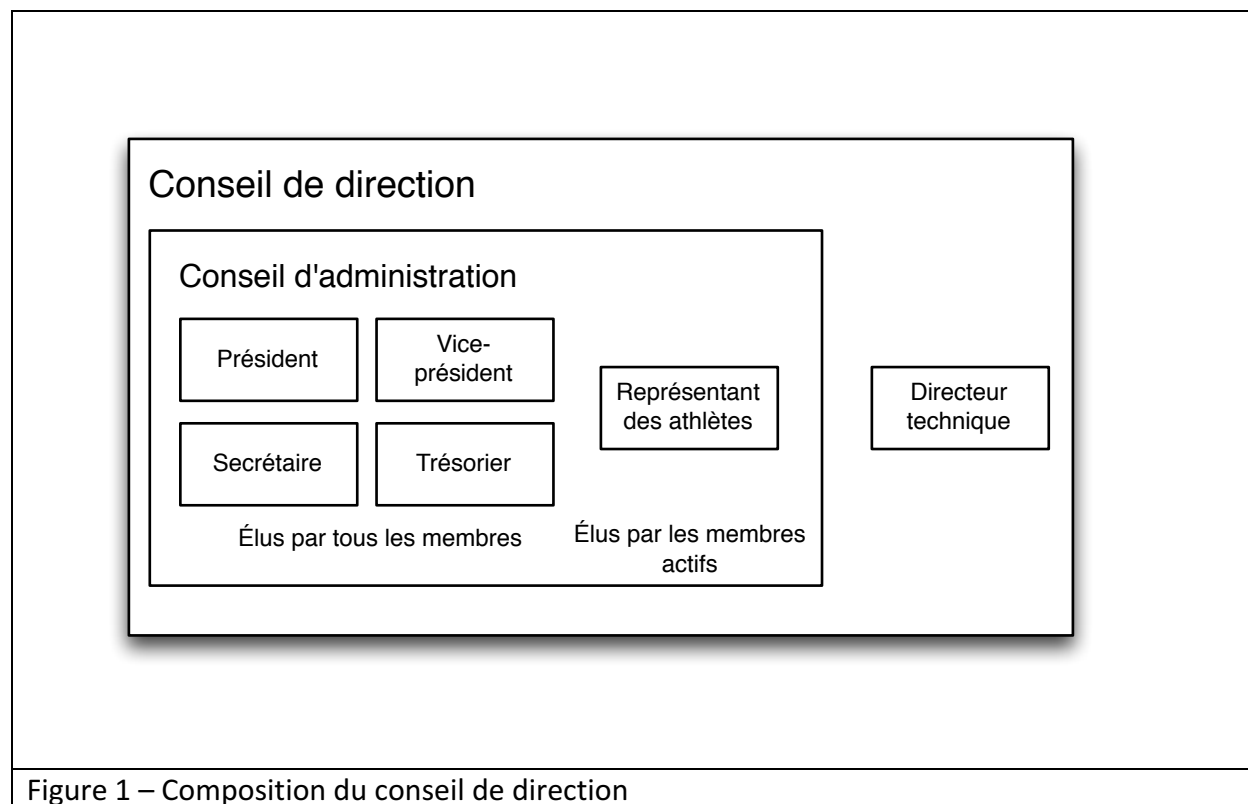 Conseil de direction
Conseil d'administration
Président
Vice-
président
Secrétaire
Trésorier
Élus par tous les membres
Représentant
des athlètes
Élus par les membres
actifs
Directeur
technique
Figure 1 – Composition du conseil de direction